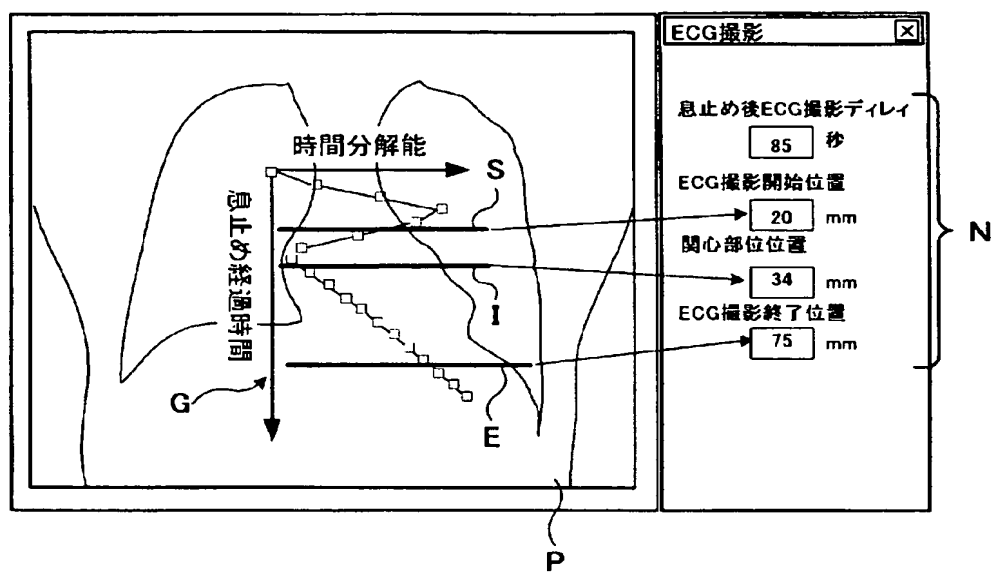 ECG撮影
息止め後ECG撮影ディレイ
85 秒
N
時間分解能
S
ECG撮影開始位置
20 mm
息止め経過時間
関心部位位置
34 mm
I
ECG撮影終了位置
75 mm
G
E
P